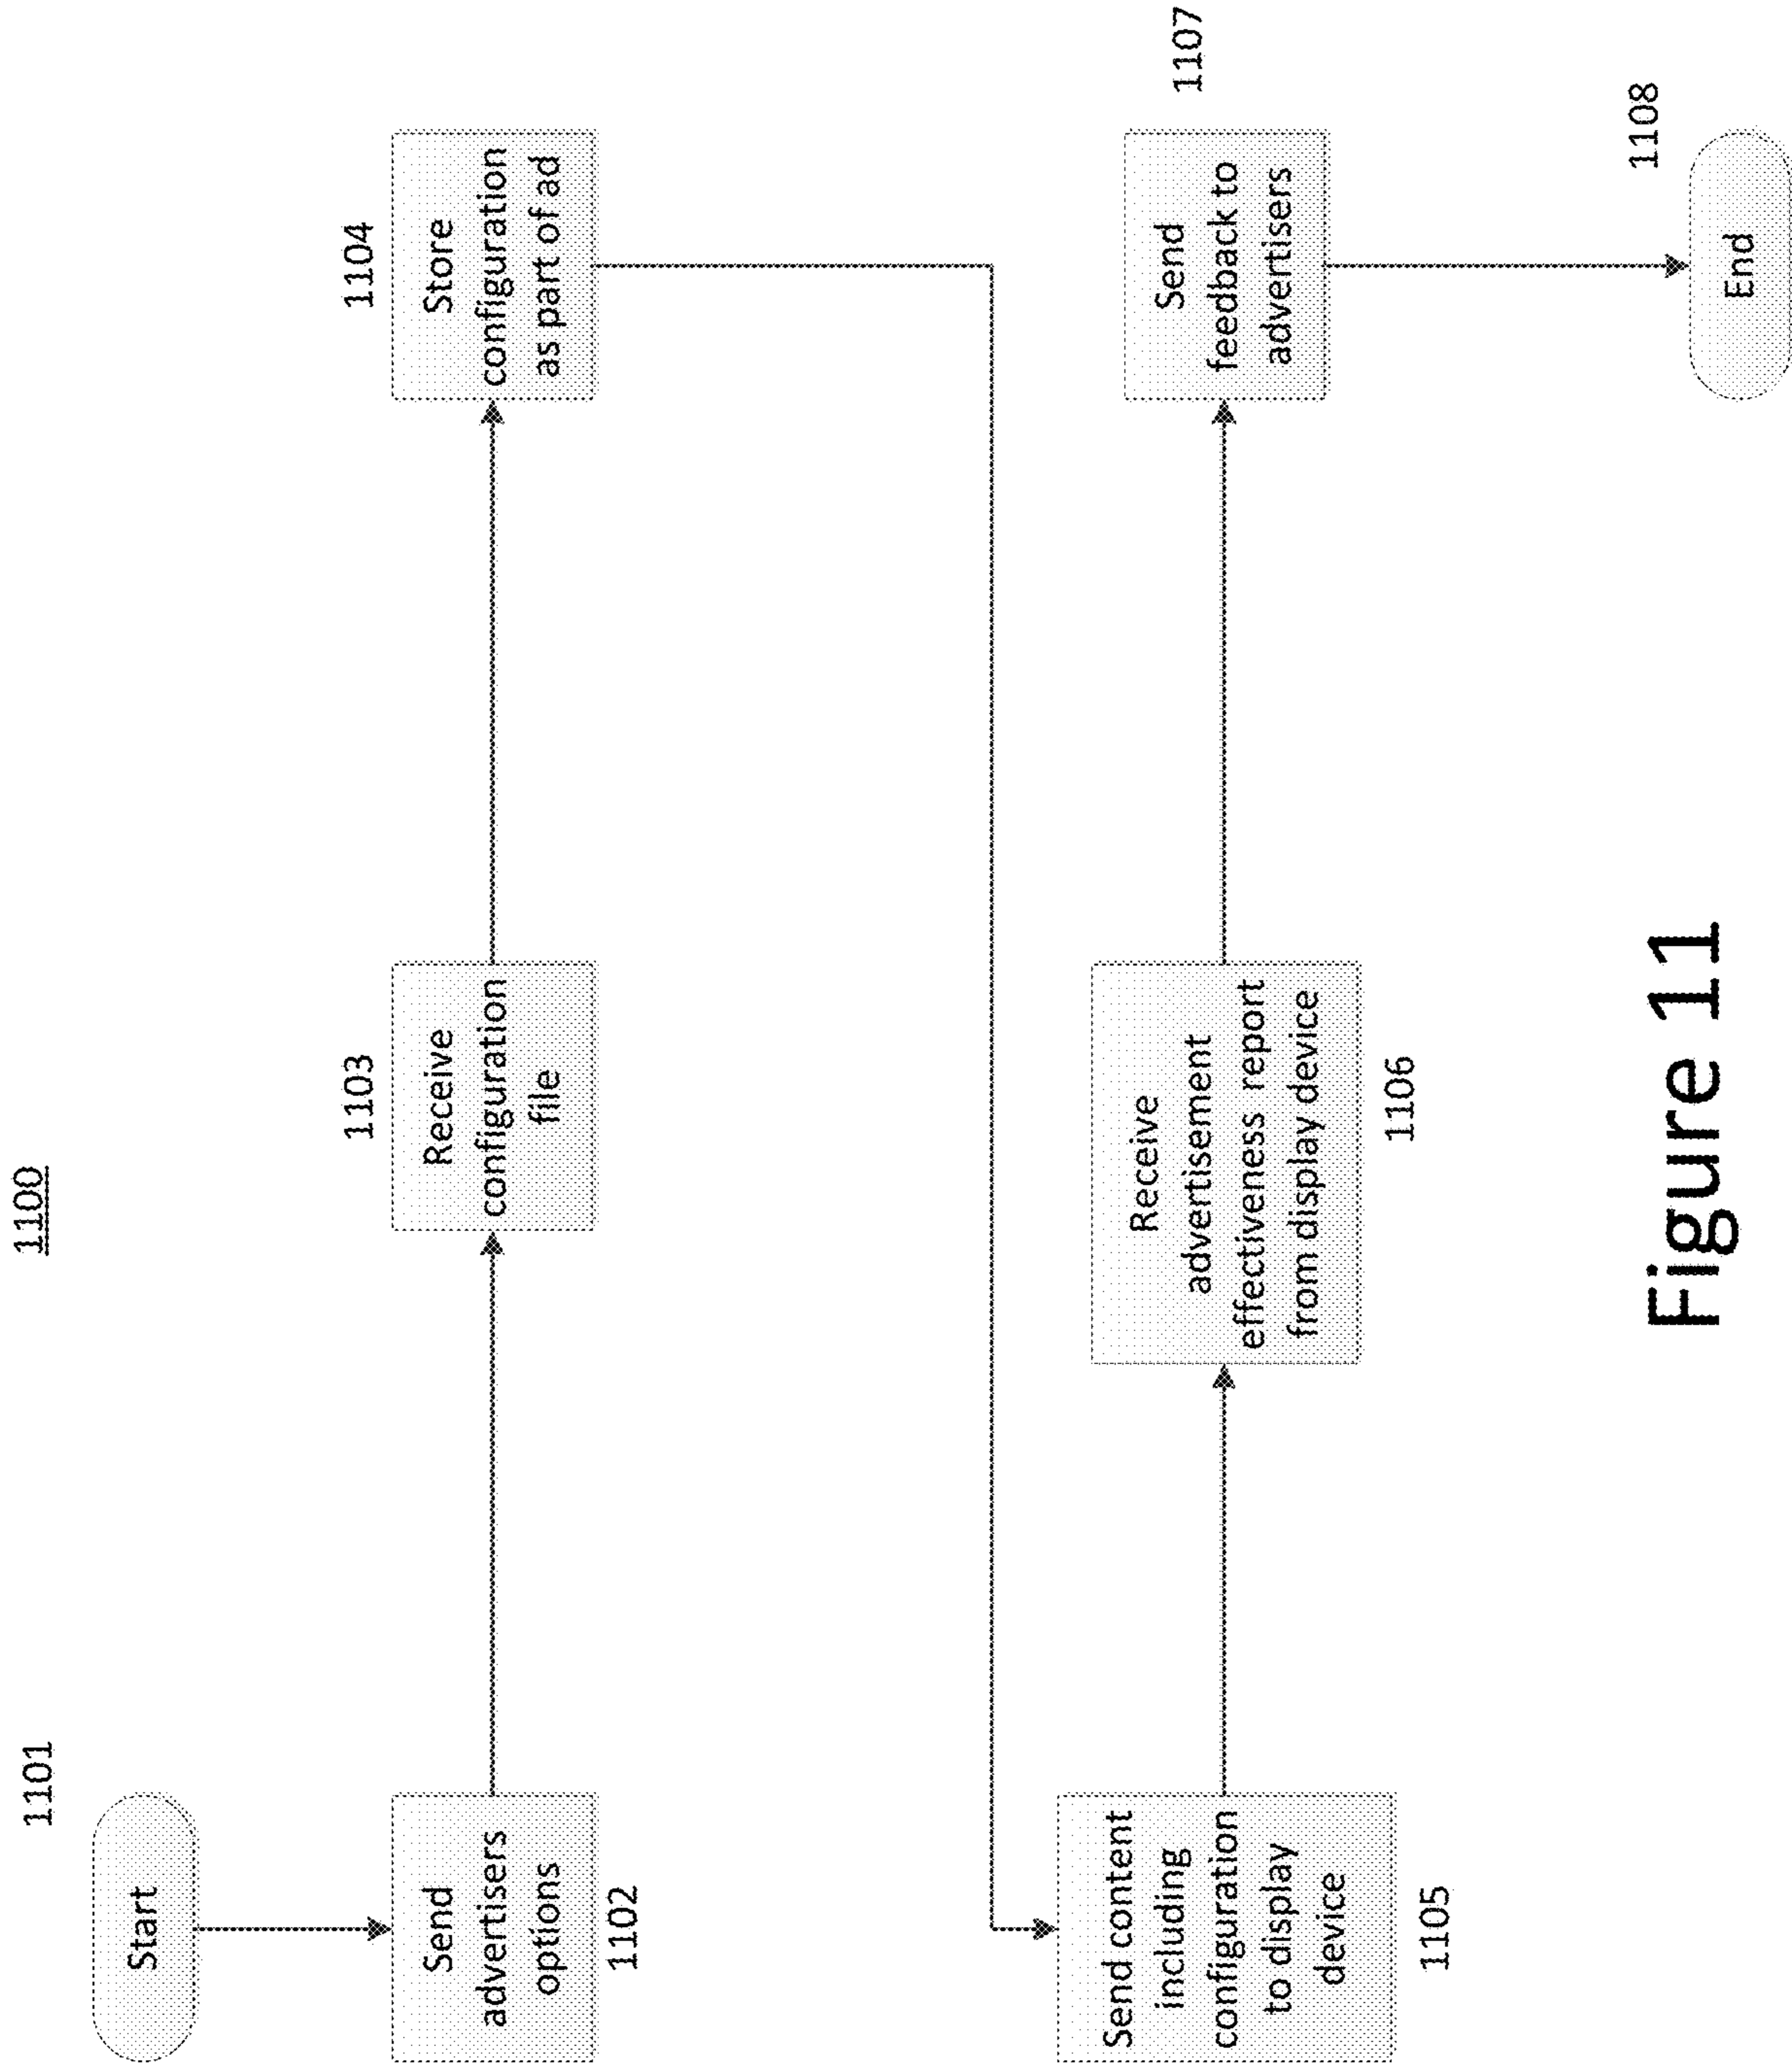 1100
1101
Start
Send
advertisers
options
1102
1103
Receive
configuration
file
1104
Store
configuration
as part of ad
Send content
including
configuration
to display
device
1105
Receive
advertisement
effectiveness report
from display device
1106
1107
Send
feedback to
advertisers
1108
End
Figure 11